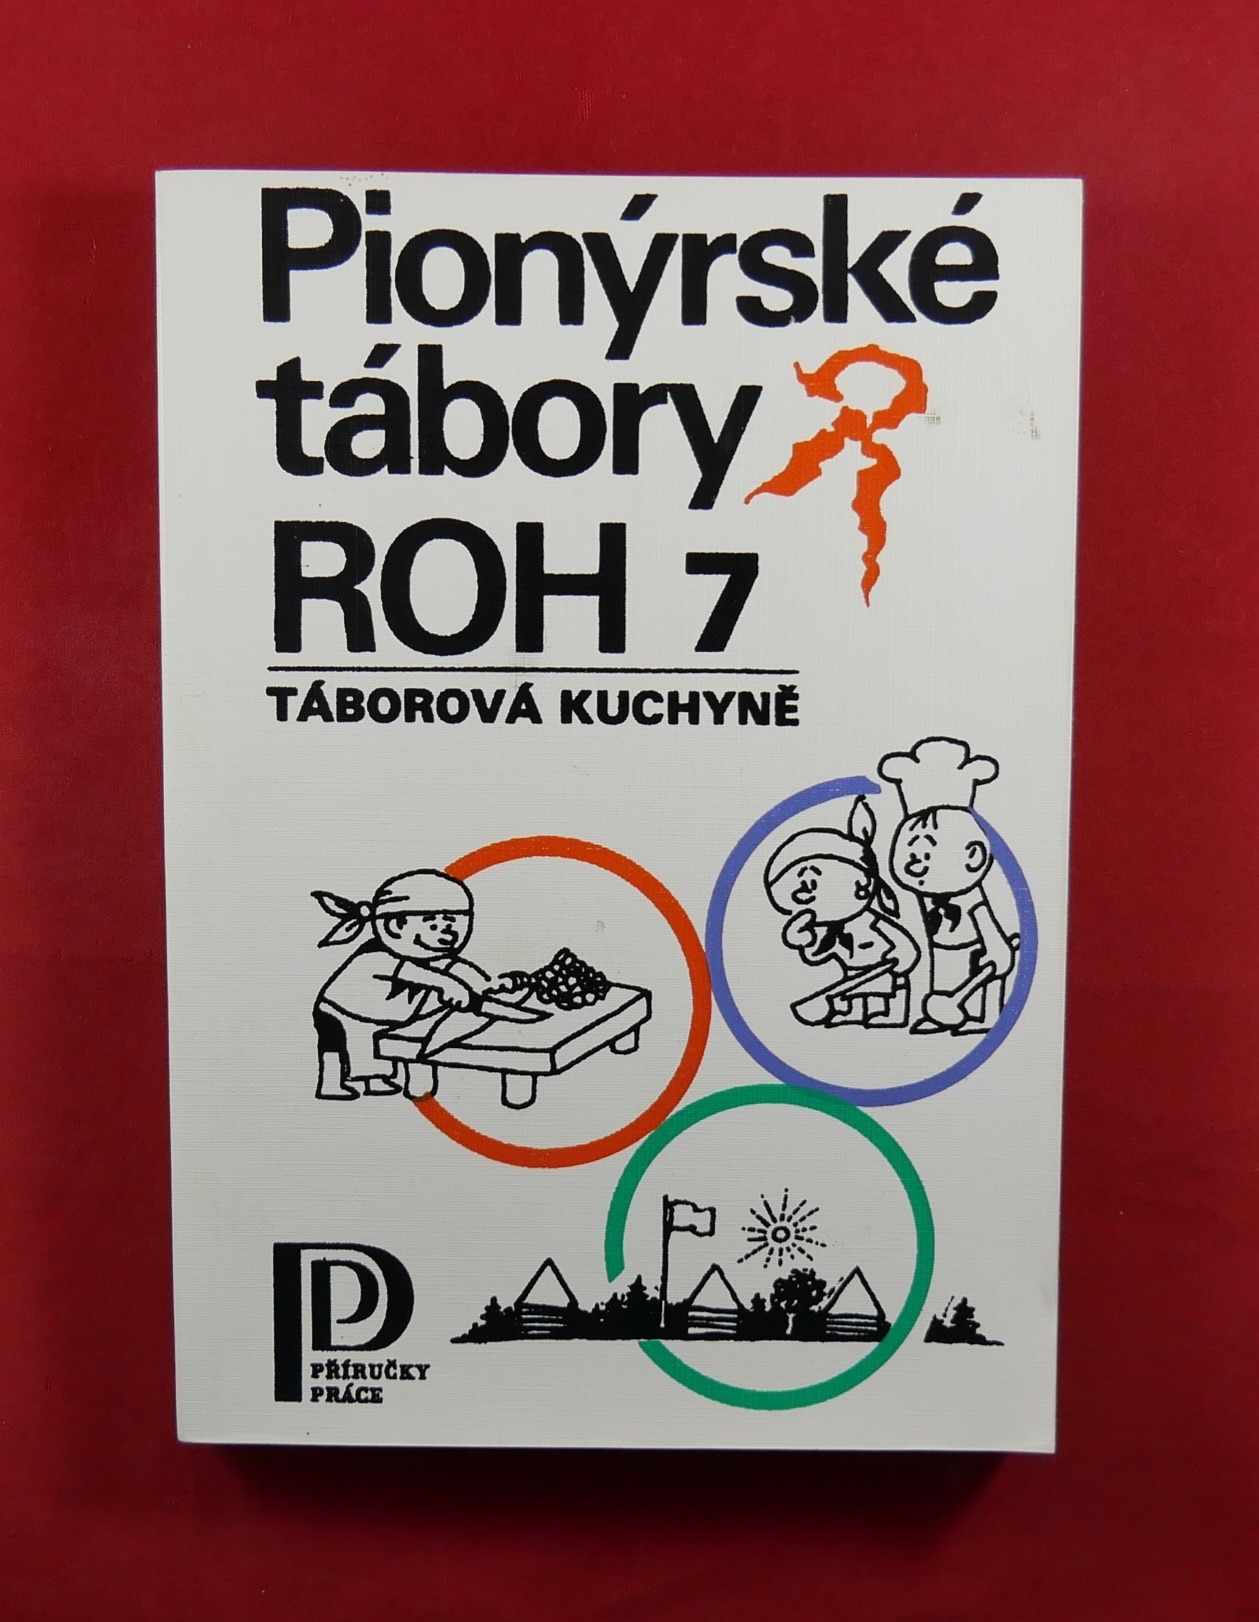 Pionýrské
tábory
ROH 7
TÁBOROVÁ KUCHYNĚ
PŘÍRUČKY
PRÁCE